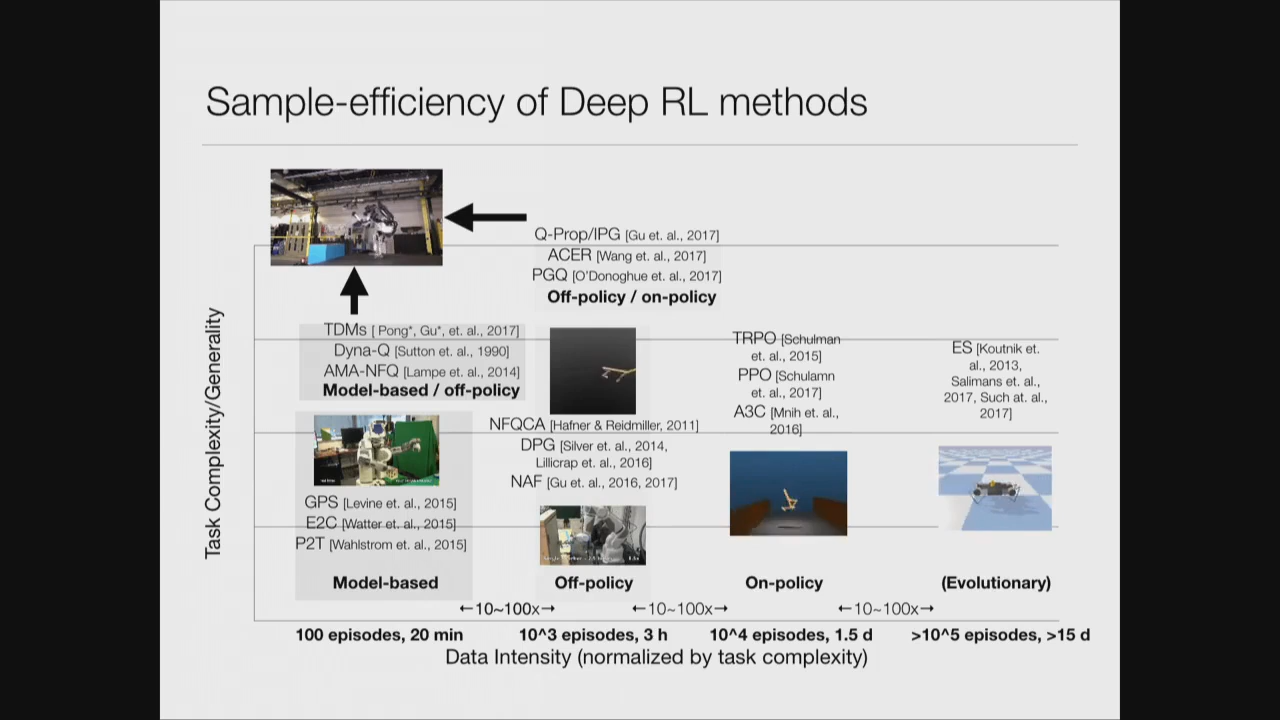 Sample-efficiency of Deep RL methods
Q-Prop/IPG [Gu et. al., 2017]
ACER [Wang et. al., 2017]
PGQ [O'Donoghue et. al., 2017]
Off-policy / on-policy
TDMs [ Pong*, Gu*, et. al., 2017]
Dyna-Q [Sutton et. al., 1990]
AMA-NFQ [Lampe et. al., 2014]
Model-based / off-policy
GPS [Levine et. al., 2015]
E2C [Watter et. al., 2015]
P2T [Wahlstrom et. al., 2015]
Model-based
NFQCA [Hafner & Reidmiller, 2011]
DPG [Silver et. al., 2014,
Lillicrap et. al., 2016]
NAF [Gu et. al., 2016, 2017]
Off-policy
TRPO [Schulman
et. al., 2015]
PPO [Schulamn
et. al., 2017]
A3C [Mnih et. al.,
2016]
On-policy
ES [Koutnik et.
al., 2013,
Salimans et. al.,
2017, Such at. al.,
2017]
(Evolutionary)
←10~100x→
←10~100x→
←10~100x→
100 episodes, 20 min
10^3 episodes, 3 h
10^4 episodes, 1.5 d
>10^5 episodes, >15 d
Data Intensity (normalized by task complexity)
Task Complexity/Generality